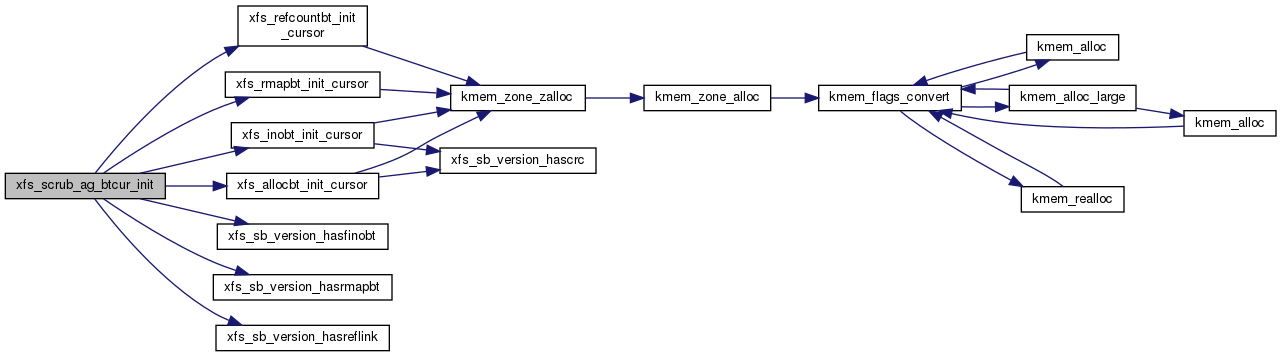 xfs_refcountbt_init
_cursor
kmem_alloc
xfs_rmapbt_init_cursor
kmem_zone_zalloc
kmem_zone_alloc
kmem_flags_convert
kmem_alloc_large
kmem_alloc
xfs_inobt_init_cursor
xfs_sb_version_hascrc
xfs_scrub_ag_btcur_init
xfs_allocbt_init_cursor
kmem_realloc
xfs_sb_version_hasfinobt
xfs_sb_version_hasrmapbt
xfs_sb_version_hasreflink